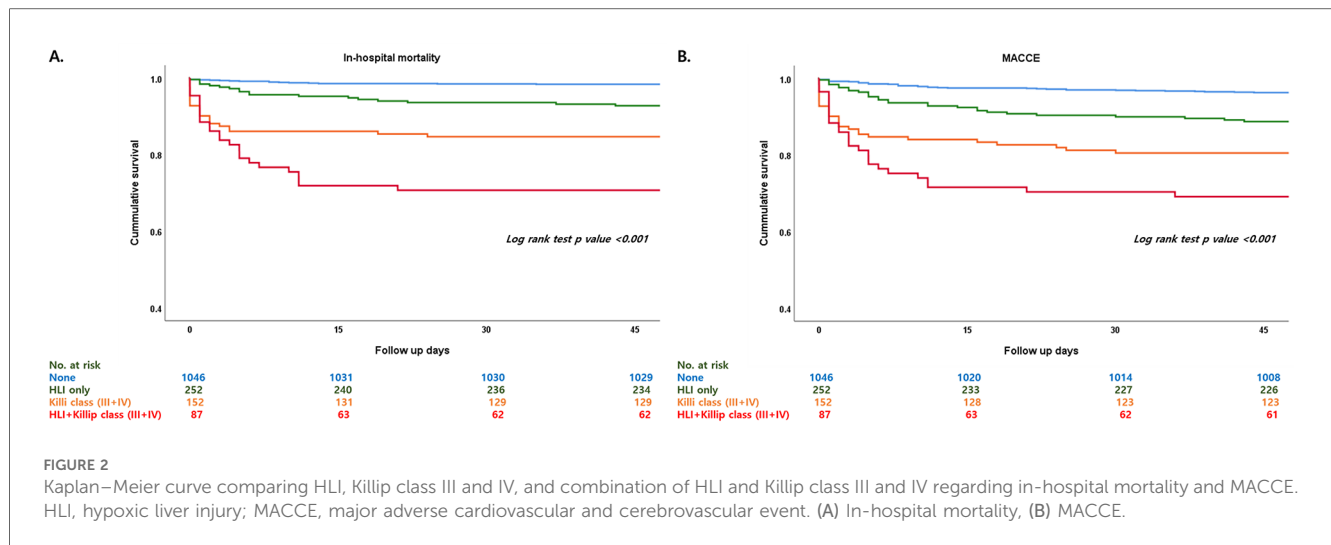 A.
In-hospital mortality
1.0
0.8
0.6
0.4
Cummulative survival
Log rank test p value <0.001
0 15 30 45
Follow up days
No. at risk
None 1046 1031 1030 1029
HLI only 252 240 236 234
Killi class (III+IV) 152 131 129 129
HLI+Killip class (III+IV) 87 63 62 62
B.
MACCE
1.0
0.8
0.6
0.4
Cummulative survival
Log rank test p value <0.001
0 15 30 45
Follow up days
No. at risk
None 1046 1020 1014 1008
HLI only 252 233 227 226
Killi class (III+IV) 152 128 123 123
HLI+Killip class (III+IV) 87 63 62 61
FIGURE 2
Kaplan–Meier curve comparing HLI, Killip class III and IV, and combination of HLI and Killip class III and IV regarding in-hospital mortality and MACCE.
HLI, hypoxic liver injury; MACCE, major adverse cardiovascular and cerebrovascular event. (A) In-hospital mortality, (B) MACCE.